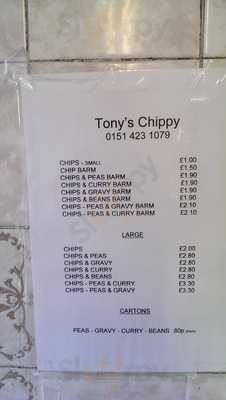 Tony's Chippy
0151 423 1079
CHIPS - SMALL £1.00
CHIP BARM £1.50
CHIPS & PEAS BARM £1.90
CHIPS & CURRY BARM £1.90
CHIPS & GRAVY BARM £1.90
CHIPS & BEANS BARM £1.90
CHIPS - PEAS & GRAVY BARM £2.10
CHIPS - PEAS & CURRY BARM £2.10
LARGE
CHIPS £2.00
CHIPS & PEAS £2.80
CHIPS & GRAVY £2.80
CHIPS & CURRY £2.80
CHIPS & BEANS £2.80
CHIPS - PEAS & CURRY £3.30
CHIPS - PEAS & GRAVY £3.30
CARTONS
PEAS - GRAVY - CURRY - BEANS 80p